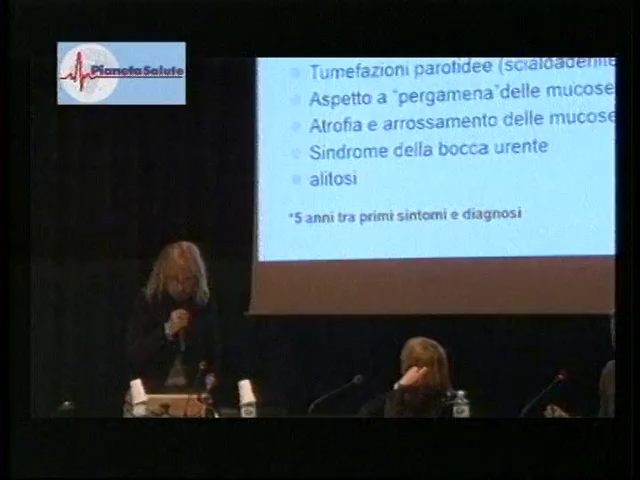 Pianeta Salute
Tumefazioni parotidee (scialoadenite
Aspetto a "pergamena"delle mucose
Atrofia e arrossamento delle mucose
Sindrome della bocca urente
alitosi
*5 anni tra primi sintomi e diagnosi